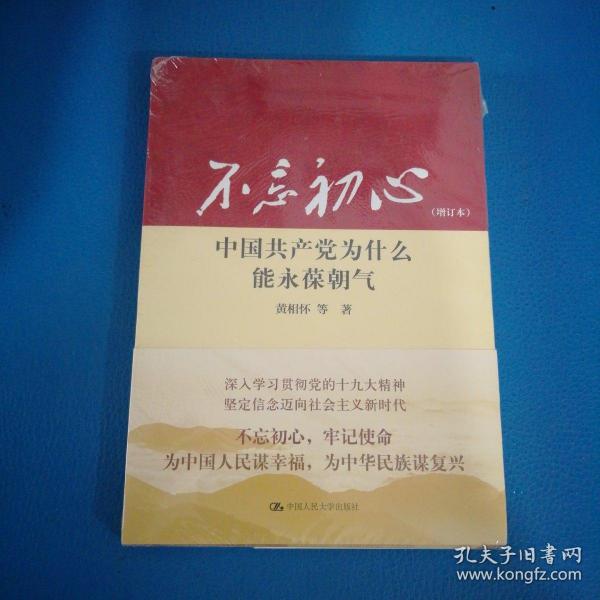 不忘初心
(增订本)
中国共产党为什么
能永葆朝气
黄相怀 等 著
深入学习贯彻党的十九大精神
坚定信念迈向社会主义新时代
不忘初心，牢记使命
为中国人民谋幸福，为中华民族谋复兴
中国人民大学出版社
孔夫子旧书网
www.kongfz.com